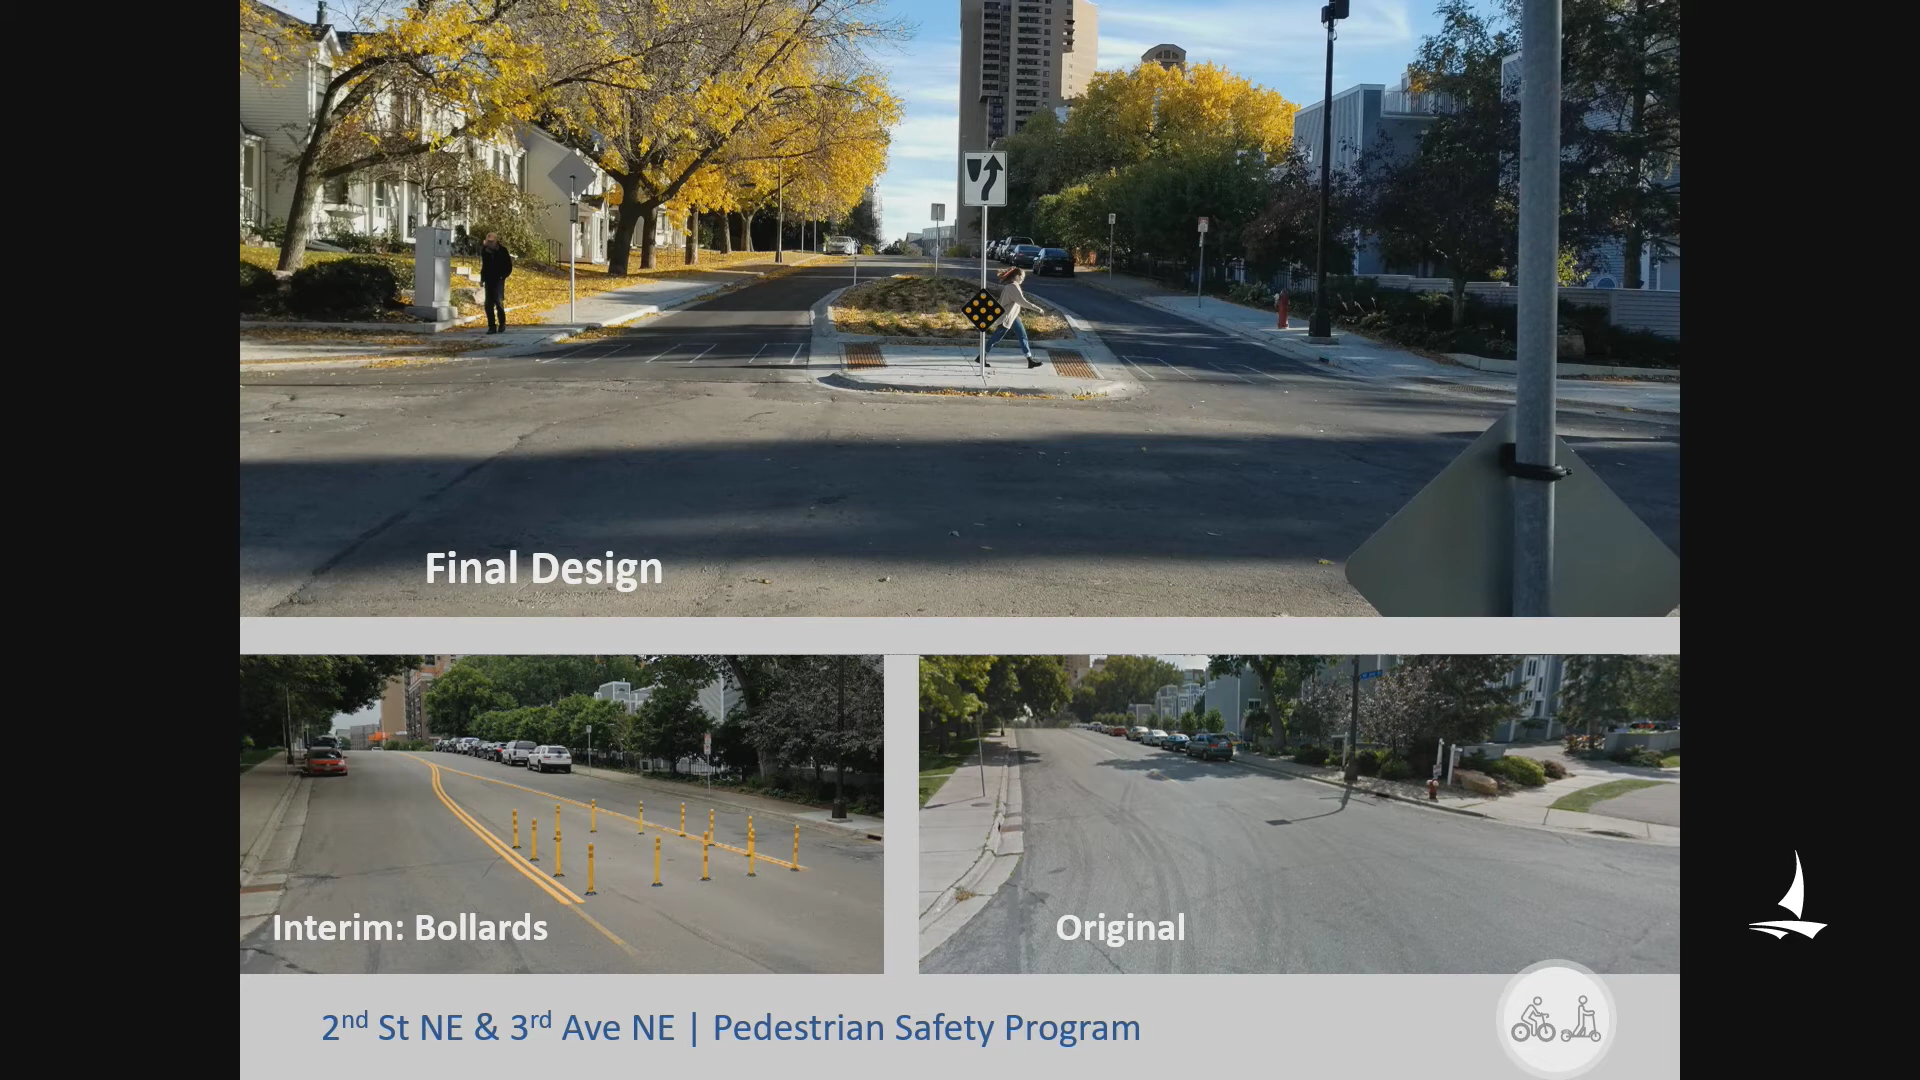 Final Design
Interim: Bollards
Original
2nd St NE & 3rd Ave NE | Pedestrian Safety Program